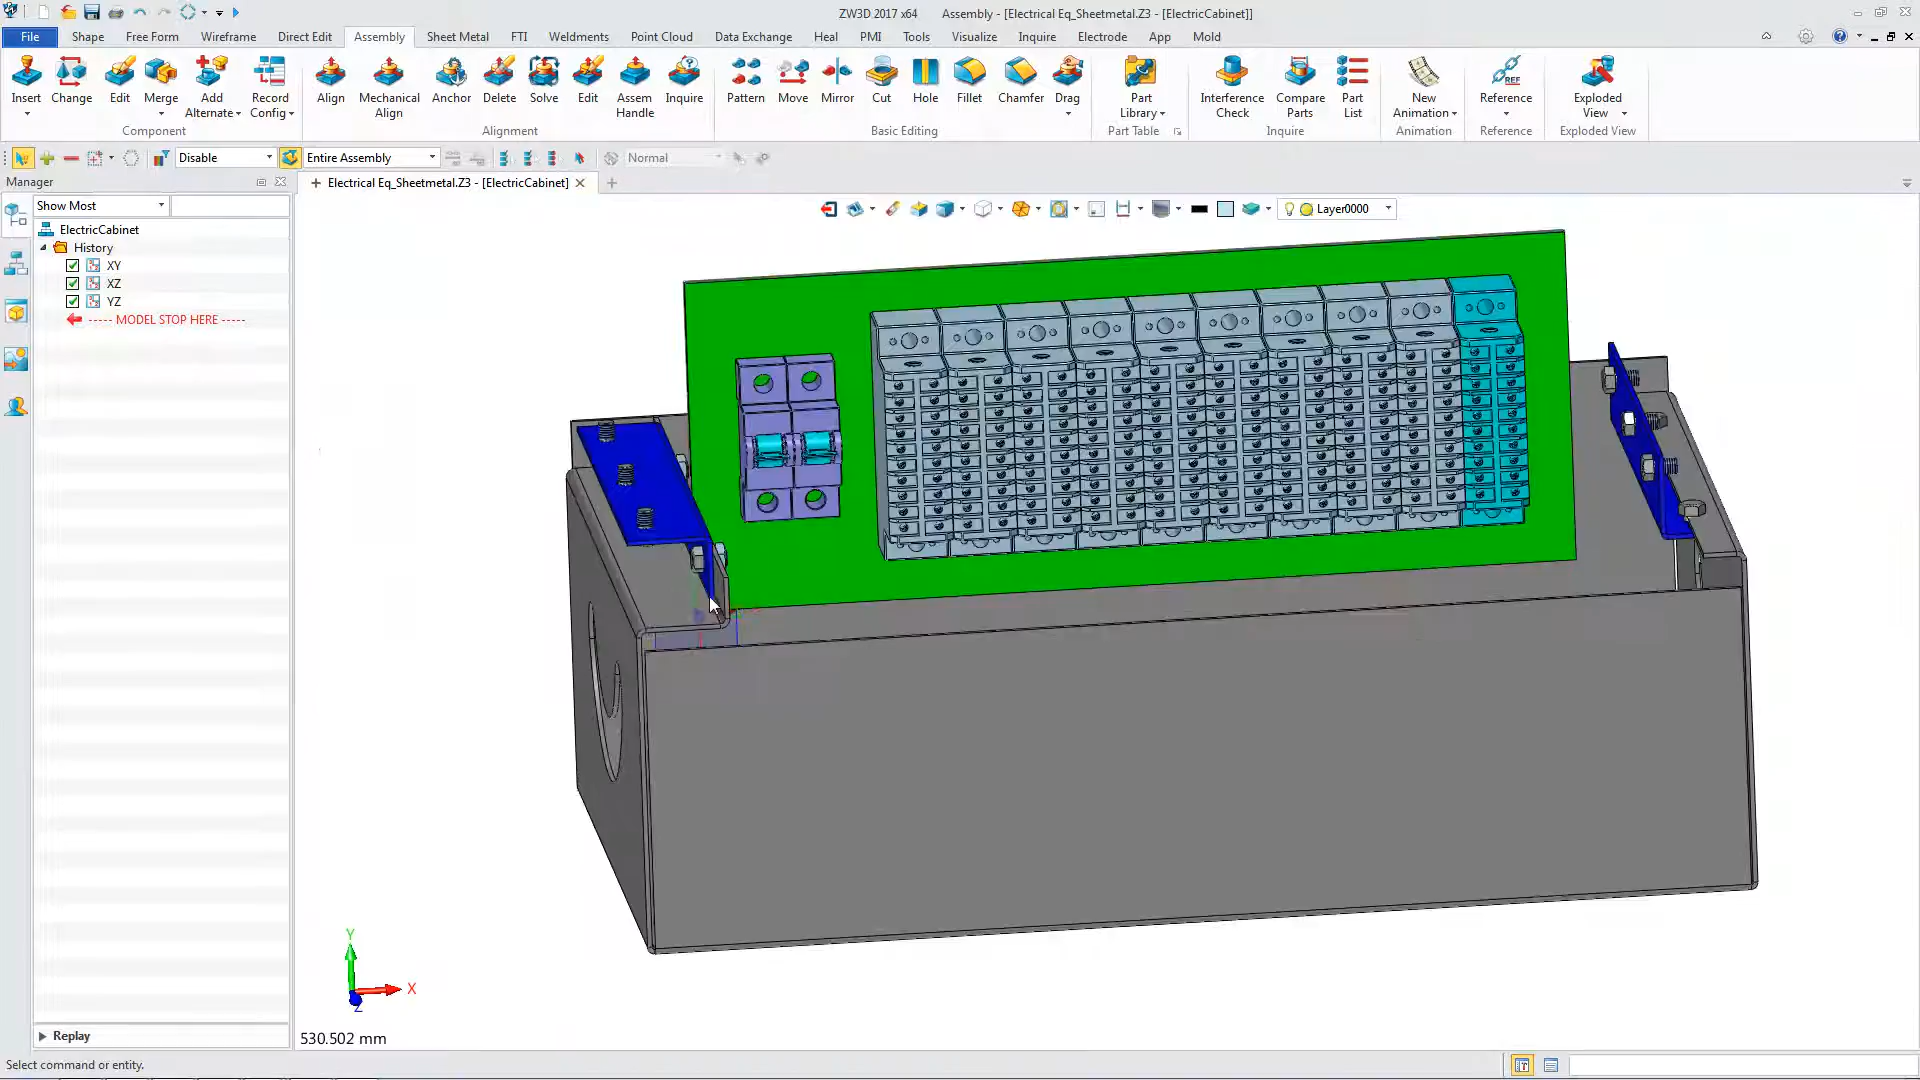 ZW3D 2017 x64 Assembly - [Electrical Eq_Sheetmetal.Z3 - [ElectricCabinet]]
File Shape Free Form Wireframe Direct Edit Assembly Sheet Metal FTI Weldments Point Cloud Data Exchange Heal PMI Tools Visualize Inquire Electrode App Mold
Insert Change Edit Merge Add Alternate Record Config Align Mechanical Align Anchor Delete Solve Edit Assem Handle Inquire Pattern Move Mirror Cut Hole Fillet Chamfer Drag Part Library Interference Check Compare Parts Part List New Animation Reference REF Exploded View
Component Alignment Basic Editing Part Table Inquire Animation Reference Exploded View
Disable Entire Assembly Normal
Manager
Electrical Eq_Sheetmetal.Z3 - [ElectricCabinet]
Show Most
Layer0000
ElectricCabinet
History
XY
XZ
YZ
----- MODEL STOP HERE -----
Y
X
Z
Replay
530.502 mm
Select command or entity.